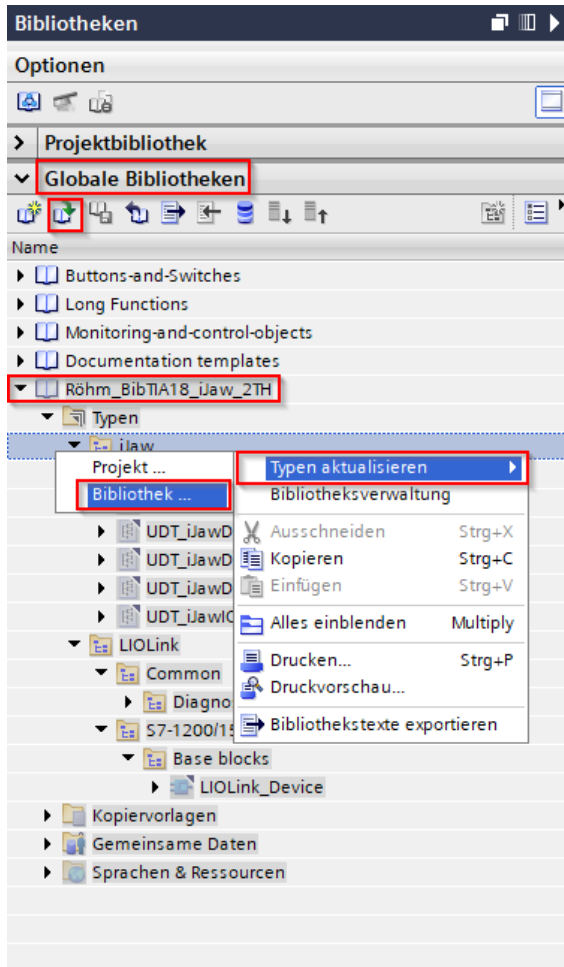 Bibliotheken
Optionen
Projektbibliothek
Globale Bibliotheken
Name
Buttons-and-Switches
Long Functions
Monitoring-and-control-objects
Documentation templates
Röhm_BibTIA18_iJaw_2TH
Typen
iJaw
Projekt ...
Bibliothek ...
Typen aktualisieren
Bibliotheksverwaltung
Ausschneiden Strg+X
Kopieren Strg+C
Einfügen Strg+V
Alles einblenden Multiply
Drucken... Strg+P
Druckvorschau...
Bibliothekstexte exportieren
UDT_iJawD
UDT_iJawD
UDT_iJawD
UDT_iJawIO
LIOLink
Common
Diagno
S7-1200/15
Base blocks
LIOLink_Device
Kopiervorlagen
Gemeinsame Daten
Sprachen & Ressourcen